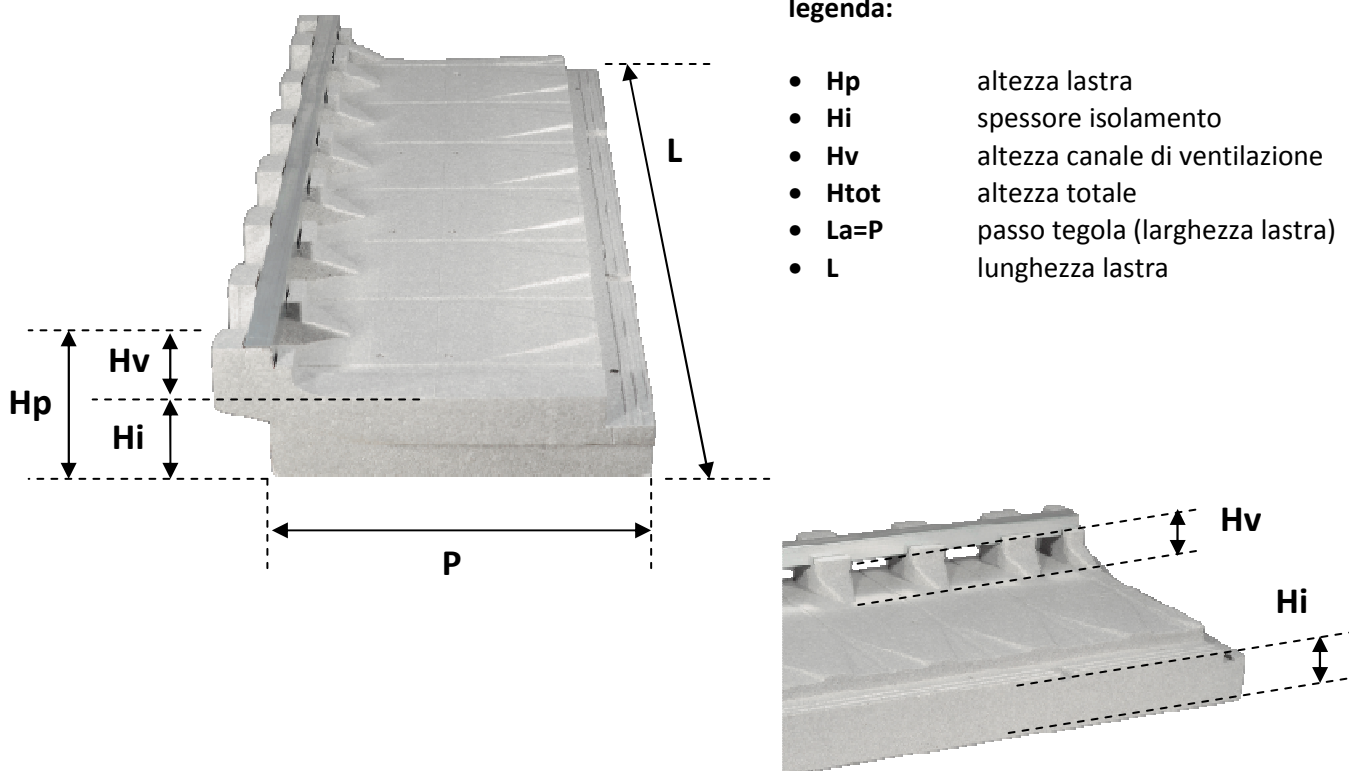 legenda:
• Hp altezza lastra
• Hi spessore isolamento
• Hv altezza canale di ventilazione
• Htot altezza totale
• La=P passo tegola (larghezza lastra)
• L lunghezza lastra
L
Hv
Hp
Hi
P
Hv
Hi